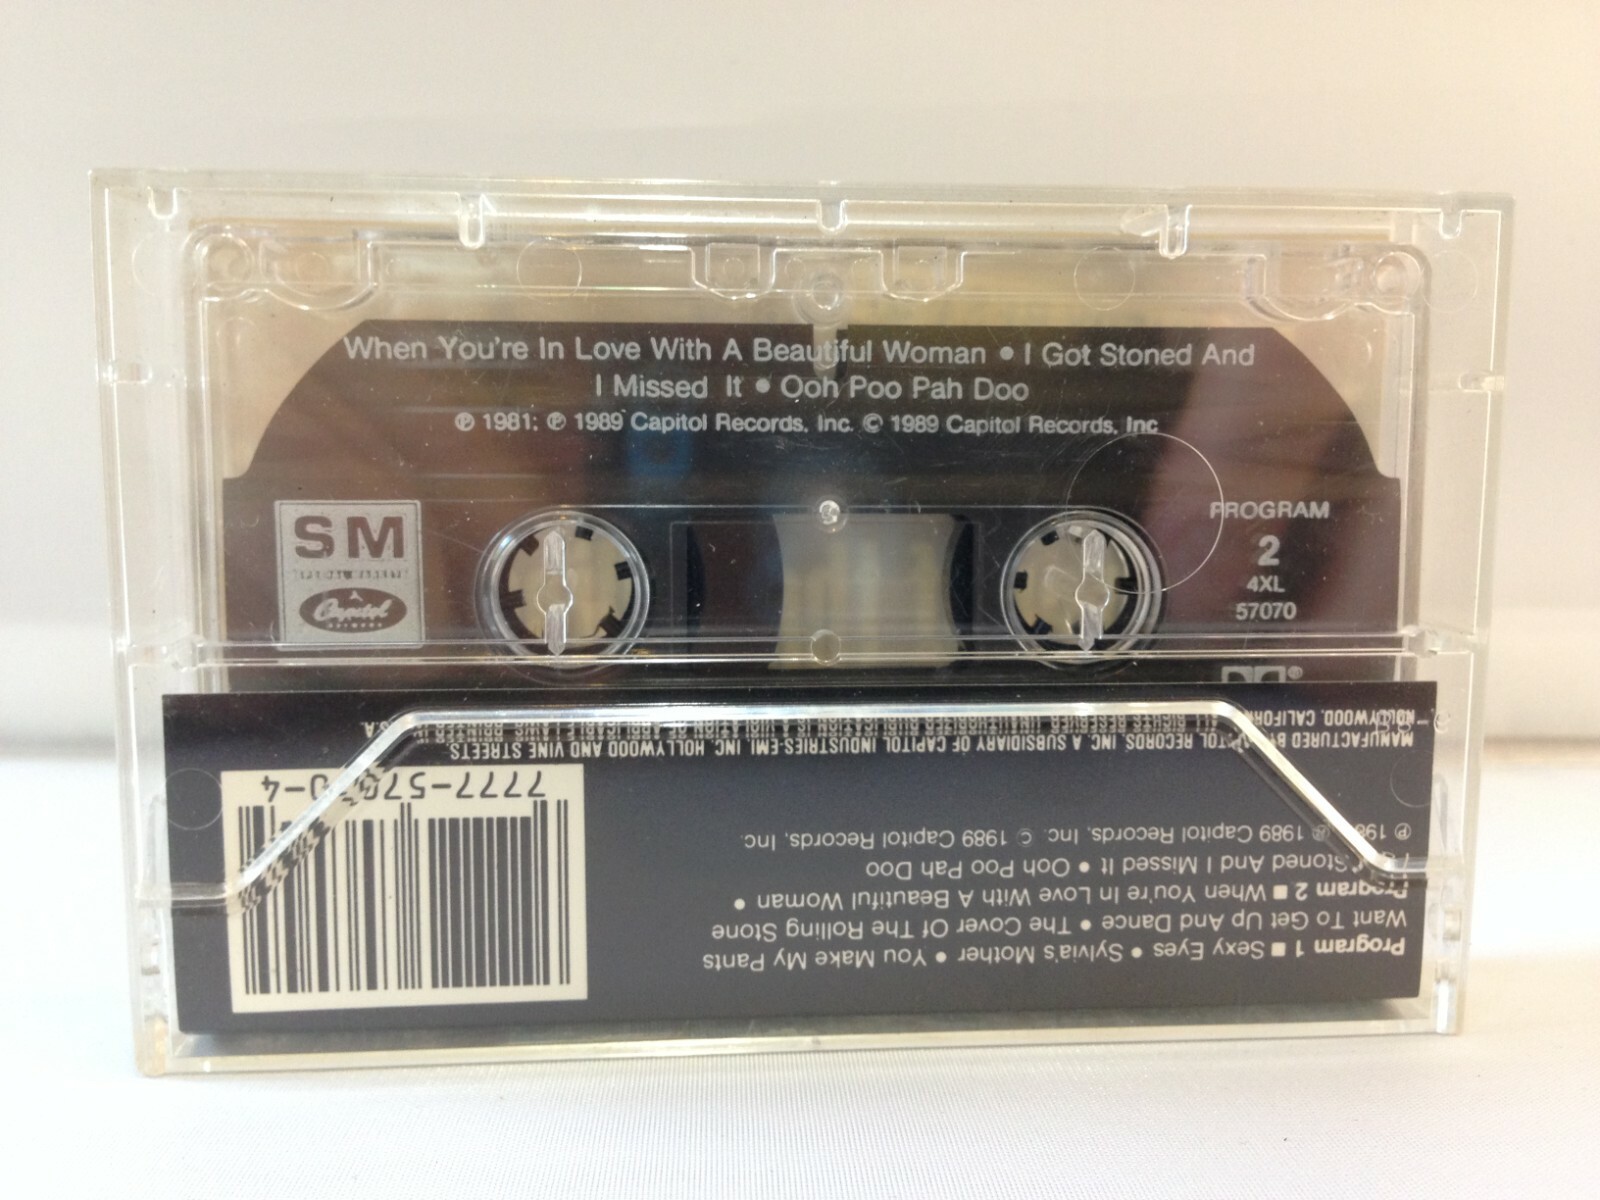 When You're In Love With A Beautiful Woman • I Got Stoned And
I Missed It • Ooh Poo Pah Doo
℗ 1981; ℗ 1989 Capitol Records, Inc. © 1989 Capitol Records, Inc
SM
Capitol
PROGRAM
2
4XL
57070
Program 1 ■ Sexy Eyes • Sylvia's Mother • You Make My Pants
Want To Get Up And Dance • The Cover Of The Rolling Stone
Program 2 ■ When You're In Love With A Beautiful Woman •
Stoned And I Missed It • Ooh Poo Pah Doo
℗ 1989 Capitol Records, Inc. © 1989 Capitol Records, Inc.
MANUFACTURED BY RECORDS, INC. A SUBSIDIARY OF CAPITOL INDUSTRIES-EMI, INC. HOLLYWOOD AND VINE STREETS,
HOLLYWOOD, ALL RIGHTS
7777-57070-4